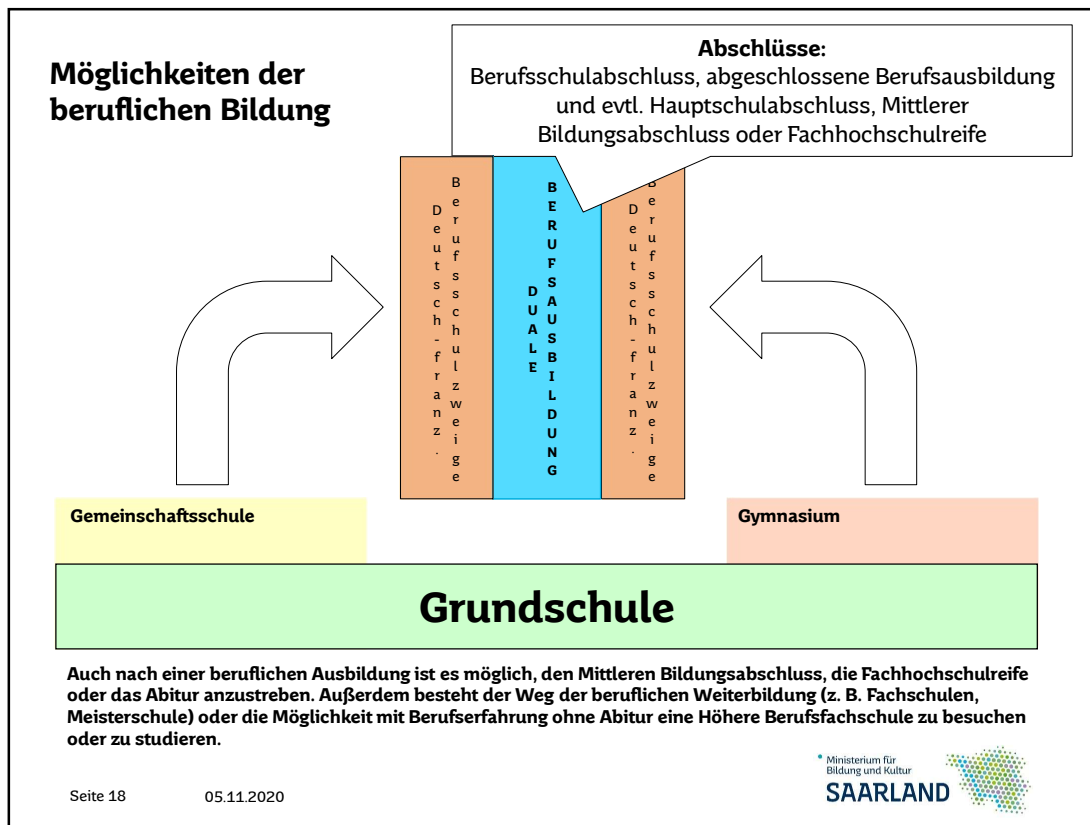 Möglichkeiten der
beruflichen Bildung
Abschlüsse:
Berufsschulabschluss, abgeschlossene Berufsausbildung
und evtl. Hauptschulabschluss, Mittlerer
Bildungsabschluss oder Fachhochschulreife
Deutsch-franz.
Berufsschulzweige
DUALE
BERUFSAUSBILDUNG
Deutsch-franz.
Berufsschulzweige
Gemeinschaftsschule
Gymnasium
Grundschule
Auch nach einer beruflichen Ausbildung ist es möglich, den Mittleren Bildungsabschluss, die Fachhochschulreife
oder das Abitur anzustreben. Außerdem besteht der Weg der beruflichen Weiterbildung (z. B. Fachschulen,
Meisterschule) oder die Möglichkeit mit Berufserfahrung ohne Abitur eine Höhere Berufsfachschule zu besuchen
oder zu studieren.
Seite 18
05.11.2020
Ministerium für
Bildung und Kultur
SAARLAND